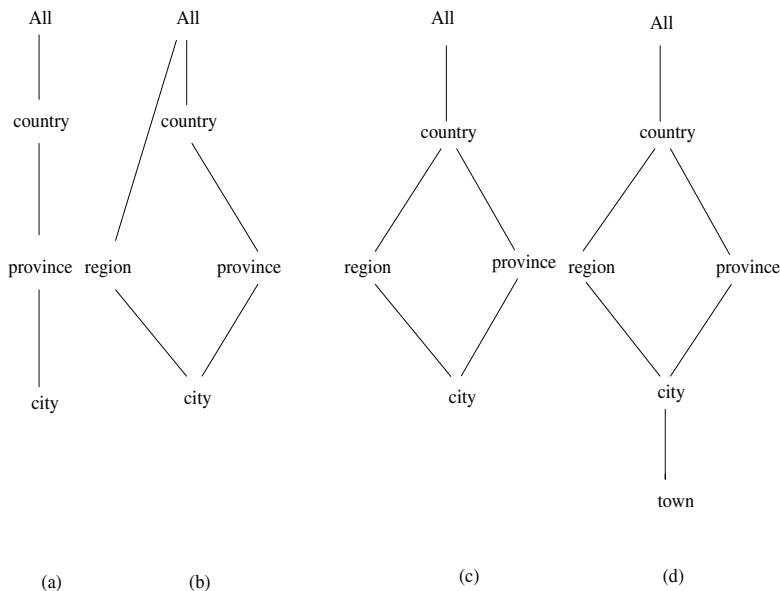 All
country
province
city
(a)
All
country
region
province
city
(b)
All
country
region
province
city
(c)
All
country
region
province
city
town
(d)